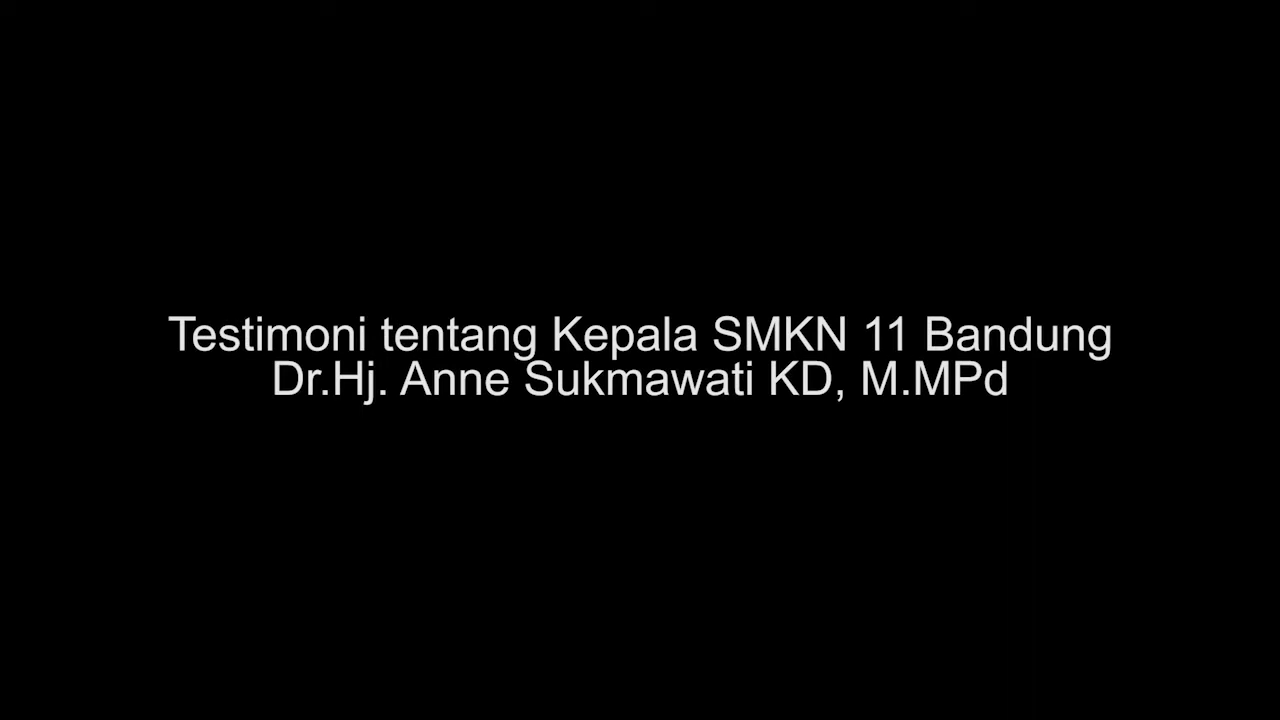 Testimoni tentang Kepala SMKN 11 Bandung
Dr.Hj. Anne Sukmawati KD, M.MPd